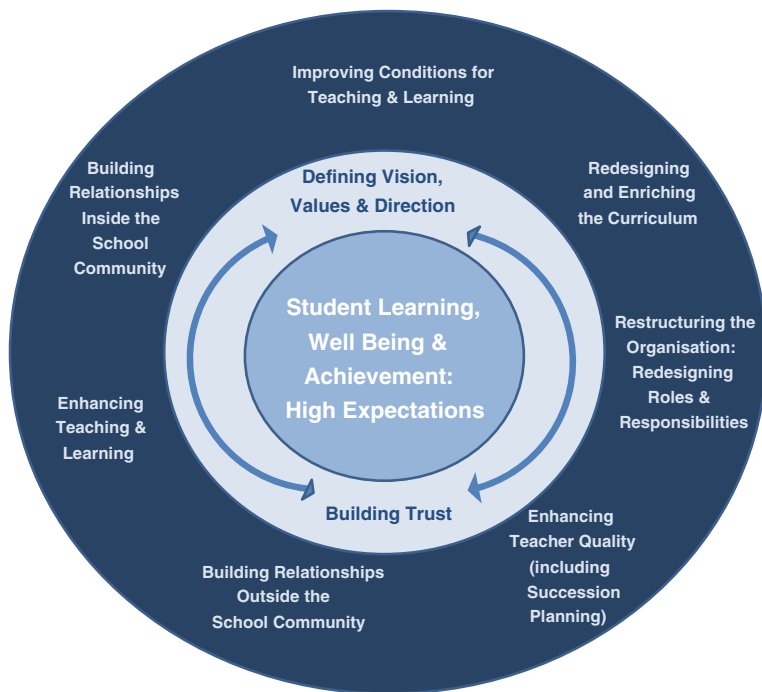 Improving Conditions for
Teaching & Learning
Building
Relationships
Inside the
School
Community
Defining Vision,
Values & Direction
Redesigning
and Enriching
the Curriculum
Student Learning,
Well Being &
Achievement:
High Expectations
Restructuring the
Organisation:
Redesigning
Roles &
Responsibilities
Enhancing
Teaching &
Learning
Building Trust
Enhancing
Teacher Quality
(including
Succession
Planning)
Building Relationships
Outside the
School Community